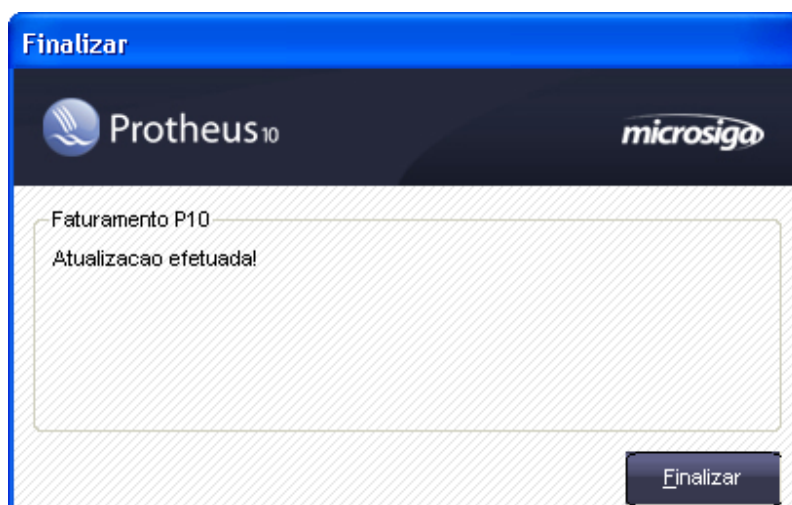 Finalizar
Protheus10
microsiga
Faturamento P10
Atualizacao efetuada!
Finalizar